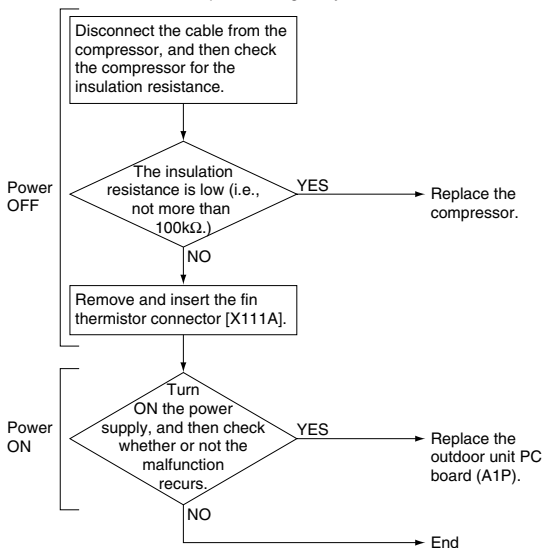 Disconnect the cable from the
compressor, and then check
the compressor for the
insulation resistance.
Power
OFF
The insulation
resistance is low (i.e.,
not more than
100kΩ.)
YES
Replace the
compressor.
NO
Remove and insert the fin
thermistor connector [X111A].
Power
ON
Turn
ON the power
supply, and then check
whether or not the
malfunction
recurs.
YES
Replace the
outdoor unit PC
board (A1P).
NO
End